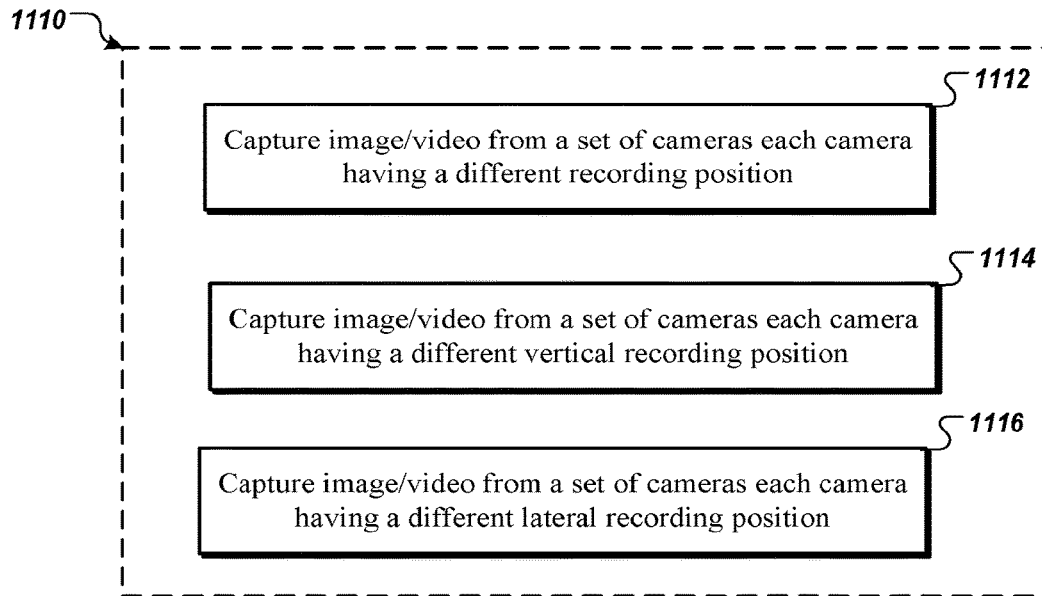 1110
1112
Capture image/video from a set of cameras each camera
having a different recording position
1114
Capture image/video from a set of cameras each camera
having a different vertical recording position
1116
Capture image/video from a set of cameras each camera
having a different lateral recording position